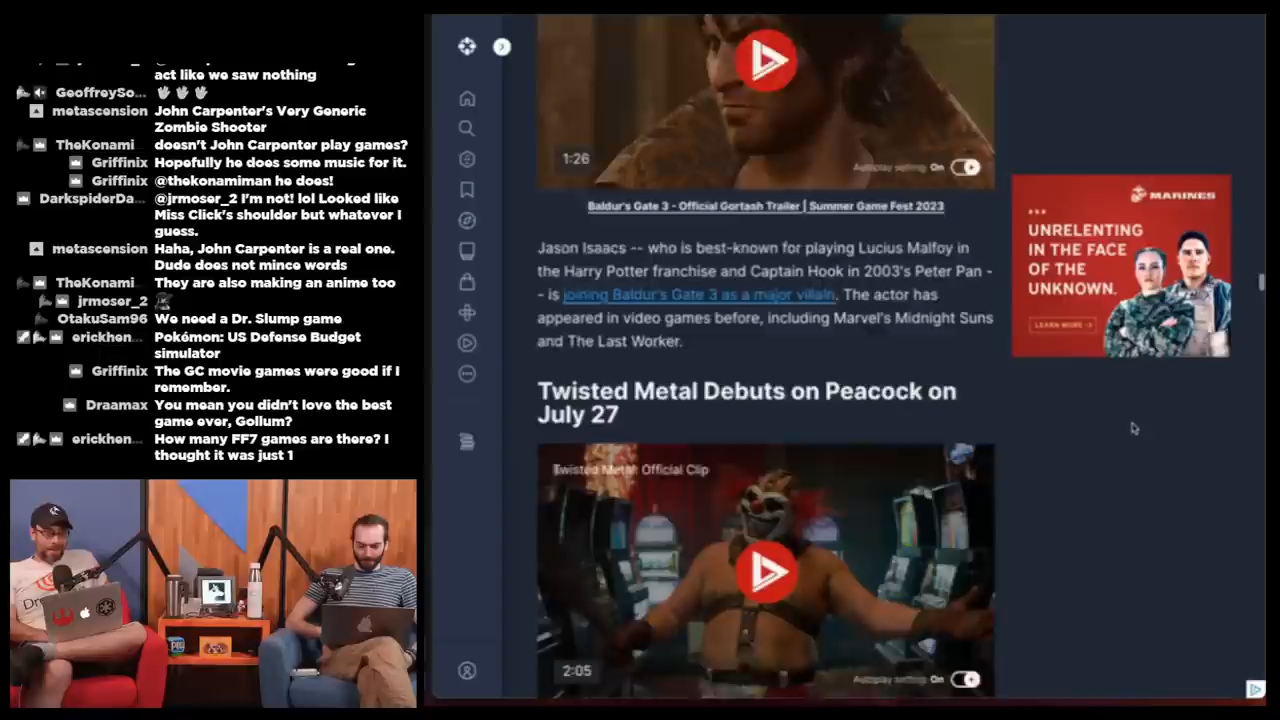 act like we saw nothing
GeoffreySo...
metascension John Carpenter's Very Generic
Zombie Shooter
TheKonami doesn't John Carpenter play games?
Griffinix Hopefully he does some music for it.
Griffinix @thekonamiman he does!
DarkspiderDa... @jrmoser_2 I'm not! lol Looked like
Miss Click's shoulder but whatever I
guess.
metascension Haha, John Carpenter is a real one.
Dude does not mince words
TheKonami They are also making an anime too
jrmoser_2
OtakuSam96 We need a Dr. Slump game
erickhen... Pokémon: US Defense Budget
simulator
Griffinix The GC movie games were good if I
remember.
Draamax You mean you didn't love the best
game ever, Gollum?
erickhen... How many FF7 games are there? I
thought it was just 1
1:26
Autoplay setting: On
Baldur's Gate 3 - Official Gortash Trailer | Summer Game Fest 2023
Jason Isaacs -- who is best-known for playing Lucius Malfoy in
the Harry Potter franchise and Captain Hook in 2003's Peter Pan -
- is joining Baldur's Gate 3 as a major villain. The actor has
appeared in video games before, including Marvel's Midnight Suns
and The Last Worker.
Twisted Metal Debuts on Peacock on
July 27
Twisted Metal: Official Clip
2:05
Autoplay setting: On
MARINES
UNRELENTING
IN THE FACE
OF THE
UNKNOWN.
LEARN MORE